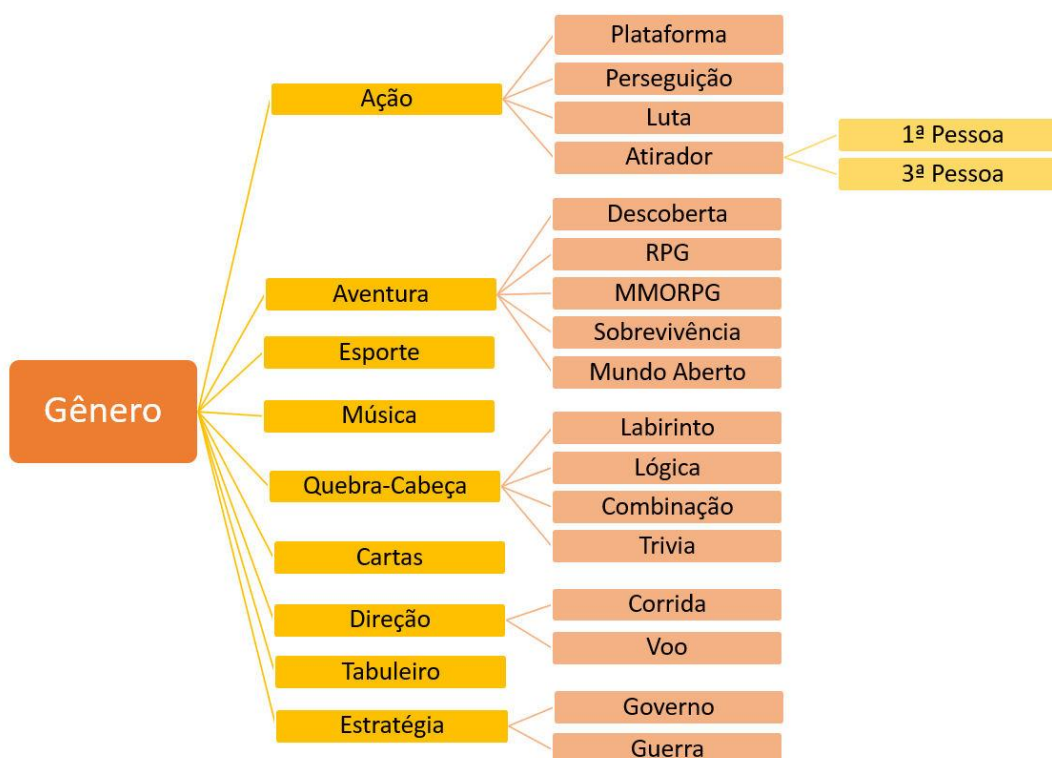 Gênero
Ação
Plataforma
Perseguição
Luta
Atirador
1ª Pessoa
3ª Pessoa
Aventura
Descoberta
RPG
MMORPG
Sobrevivência
Mundo Aberto
Esporte
Música
Quebra-Cabeça
Labirinto
Lógica
Combinação
Trivia
Cartas
Direção
Corrida
Voo
Tabuleiro
Estratégia
Governo
Guerra